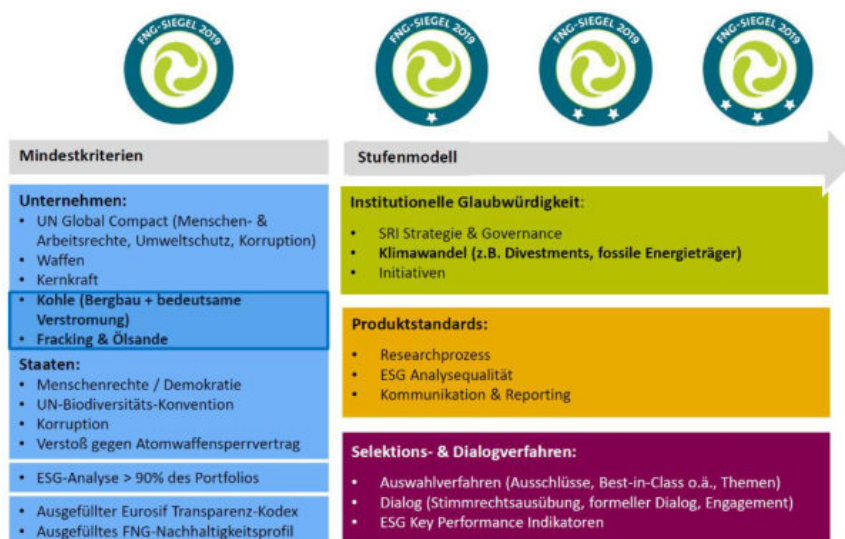 FNG-SIEGEL 2019
FNG-SIEGEL 2019
FNG-SIEGEL 2019
FNG-SIEGEL 2019
Mindestkriterien
Unternehmen:
• UN Global Compact (Menschen- &
Arbeitsrechte, Umweltschutz, Korruption)
• Waffen
• Kernkraft
• Kohle (Bergbau + bedeutsame
Verstromung)
• Fracking & Ölsande
Staaten:
• Menschenrechte / Demokratie
• UN-Biodiversitäts-Konvention
• Korruption
• Verstoß gegen Atomwaffensperrvertrag
• ESG-Analyse > 90% des Portfolios
• Ausgefüllter Eurosif Transparenz-Kodex
• Ausgefülltes FNG-Nachhaltigkeitsprofil
Stufenmodell
Institutionelle Glaubwürdigkeit:
• SRI Strategie & Governance
• Klimawandel (z.B. Divestments, fossile Energieträger)
• Initiativen
Produktstandards:
• Researchprozess
• ESG Analysequalität
• Kommunikation & Reporting
Selektions- & Dialogverfahren:
• Auswahlverfahren (Ausschlüsse, Best-in-Class o.ä., Themen)
• Dialog (Stimmrechtsausübung, formeller Dialog, Engagement)
• ESG Key Performance Indikatoren